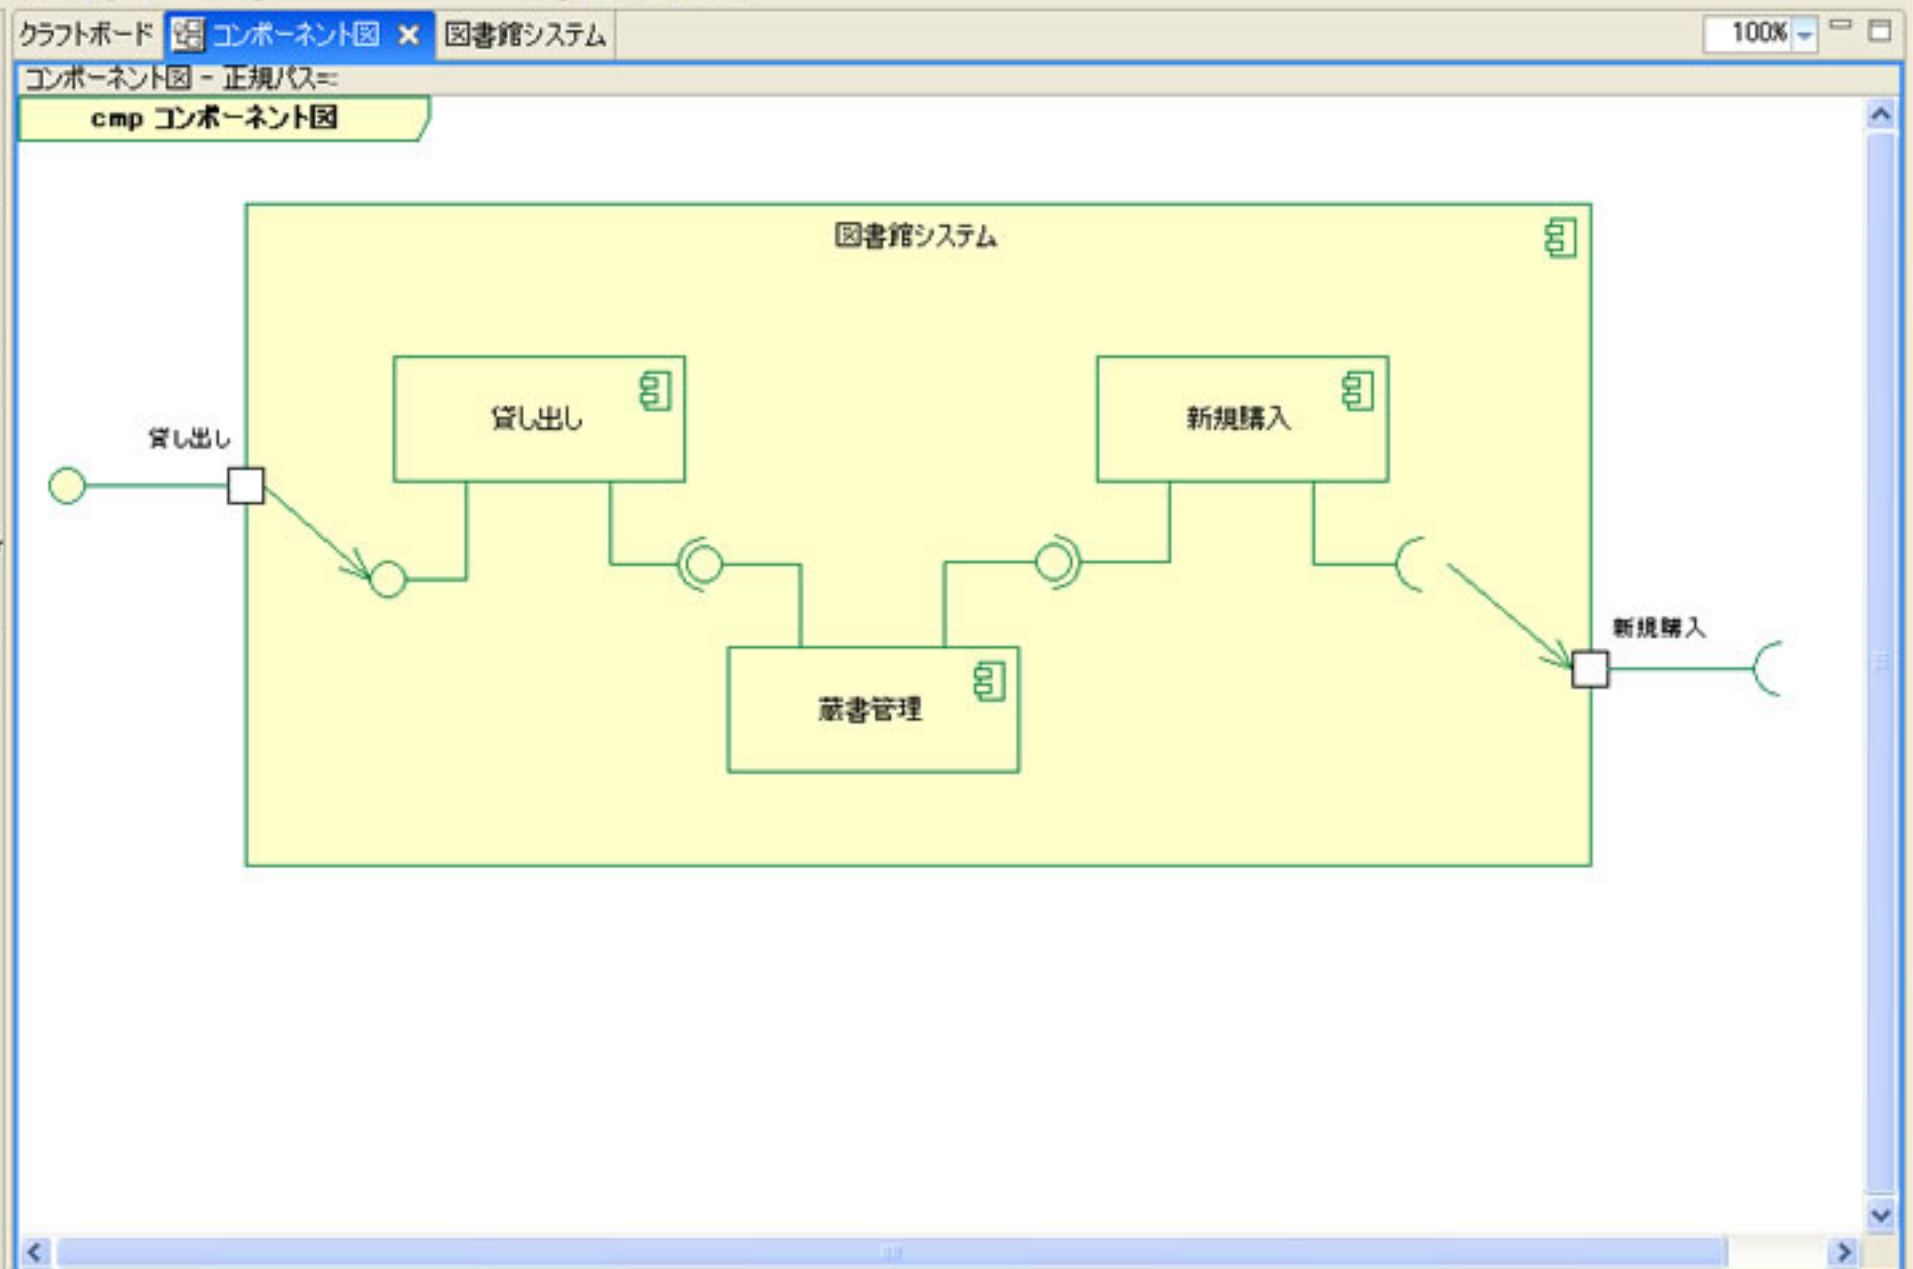 クラフトボード
コンポーネント図
図書館システム
100%
コンポーネント図 - 正規パス=::
cmp コンポーネント図
図書館システム
貸し出し
新規購入
貸し出し
新規購入
蔵書管理